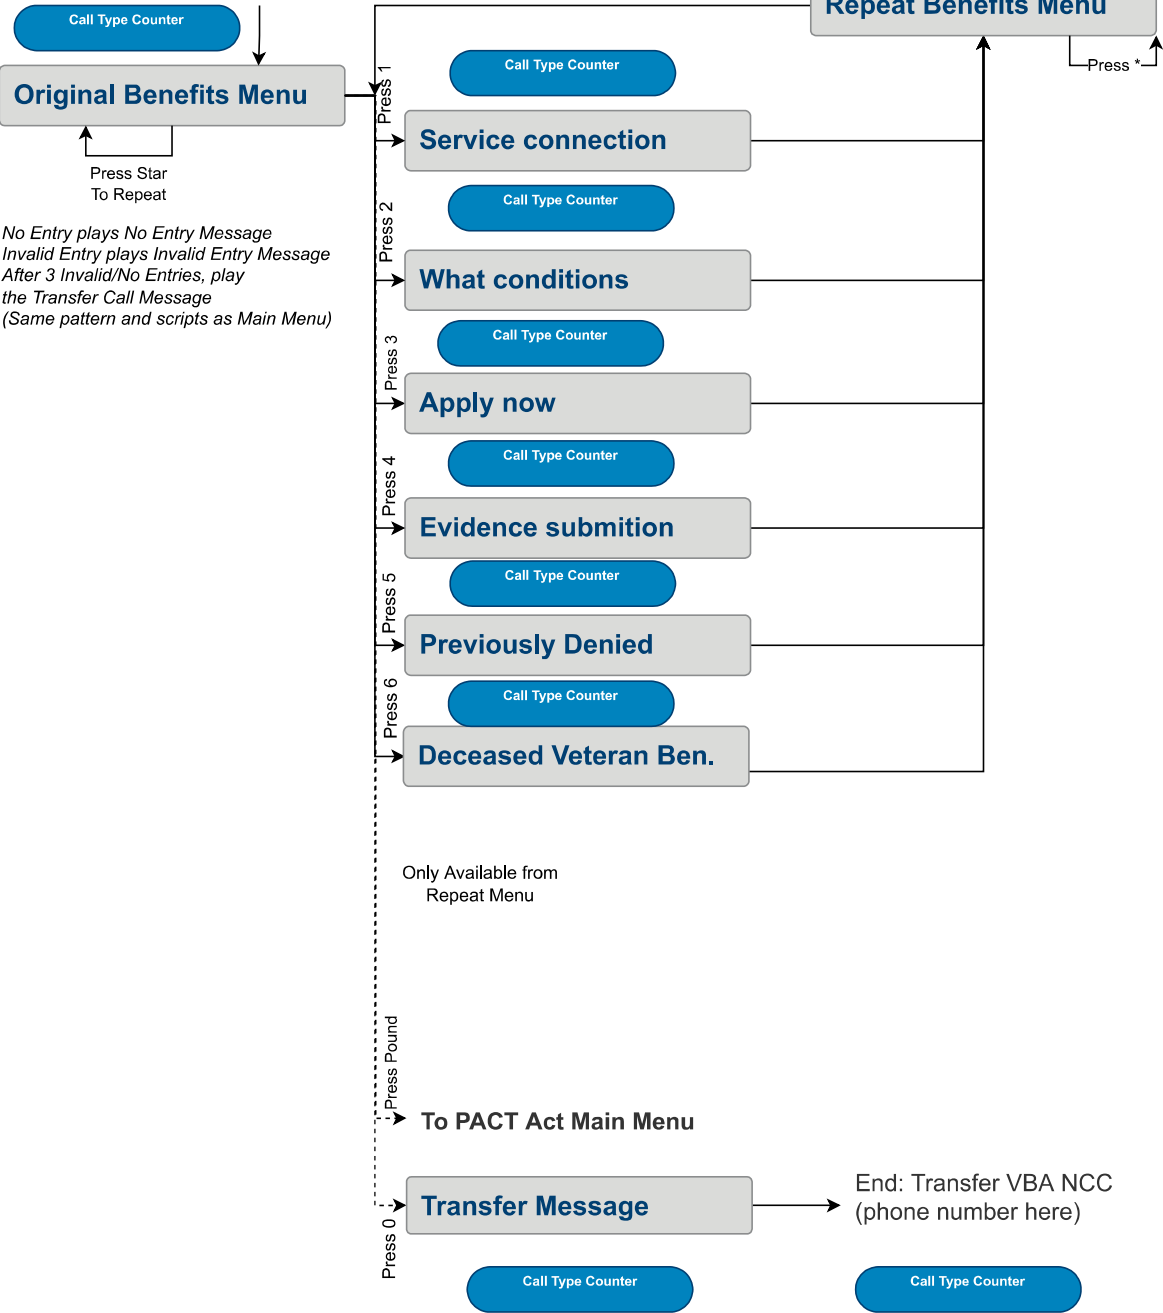 Call Type Counter
Repeat Benefits Menu
Press *
Original Benefits Menu
Press Star
To Repeat
No Entry plays No Entry Message
Invalid Entry plays Invalid Entry Message
After 3 Invalid/No Entries, play
the Transfer Call Message
(Same pattern and scripts as Main Menu)
Call Type Counter
Press 1
Service connection
Call Type Counter
Press 2
What conditions
Call Type Counter
Press 3
Apply now
Call Type Counter
Press 4
Evidence submition
Call Type Counter
Press 5
Previously Denied
Call Type Counter
Press 6
Deceased Veteran Ben.
Only Available from
Repeat Menu
Press Pound
To PACT Act Main Menu
Press 0
Transfer Message
End: Transfer VBA NCC
(phone number here)
Call Type Counter
Call Type Counter